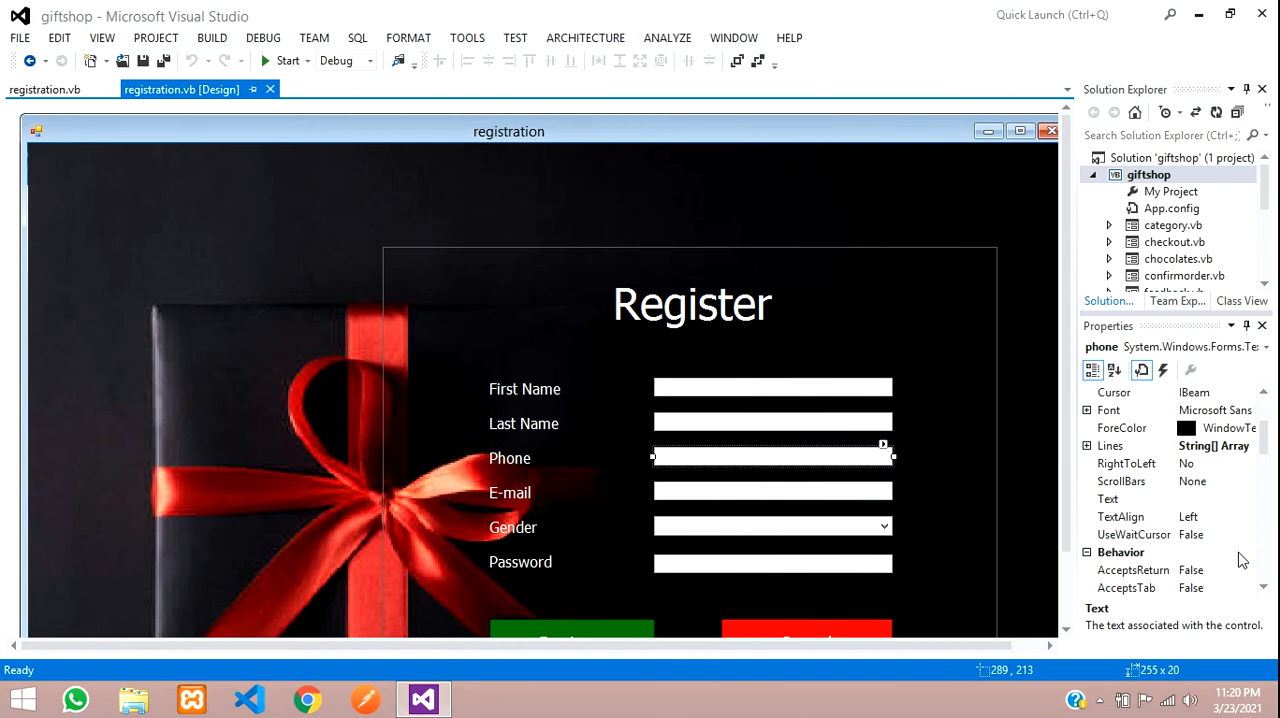 giftshop - Microsoft Visual Studio
Quick Launch (Ctrl+Q)
FILE EDIT VIEW PROJECT BUILD DEBUG TEAM SQL FORMAT TOOLS TEST ARCHITECTURE ANALYZE WINDOW HELP
Start Debug
registration.vb registration.vb [Design]
registration
Register
First Name
Last Name
Phone
E-mail
Gender
Password
Solution Explorer
Search Solution Explorer (Ctrl+;)
Solution 'giftshop' (1 project)
VB giftshop
My Project
App.config
category.vb
checkout.vb
chocolates.vb
confirmorder.vb
Solution... Team Exp... Class View
Properties
phone System.Windows.Forms.Te
Cursor IBeam
Font Microsoft Sans
ForeColor WindowTe
Lines String[] Array
RightToLeft No
ScrollBars None
Text
TextAlign Left
UseWaitCursor False
Behavior
AcceptsReturn False
AcceptsTab False
Text
The text associated with the control.
Ready 289 , 213 255 x 20
11:20 PM
3/23/2021